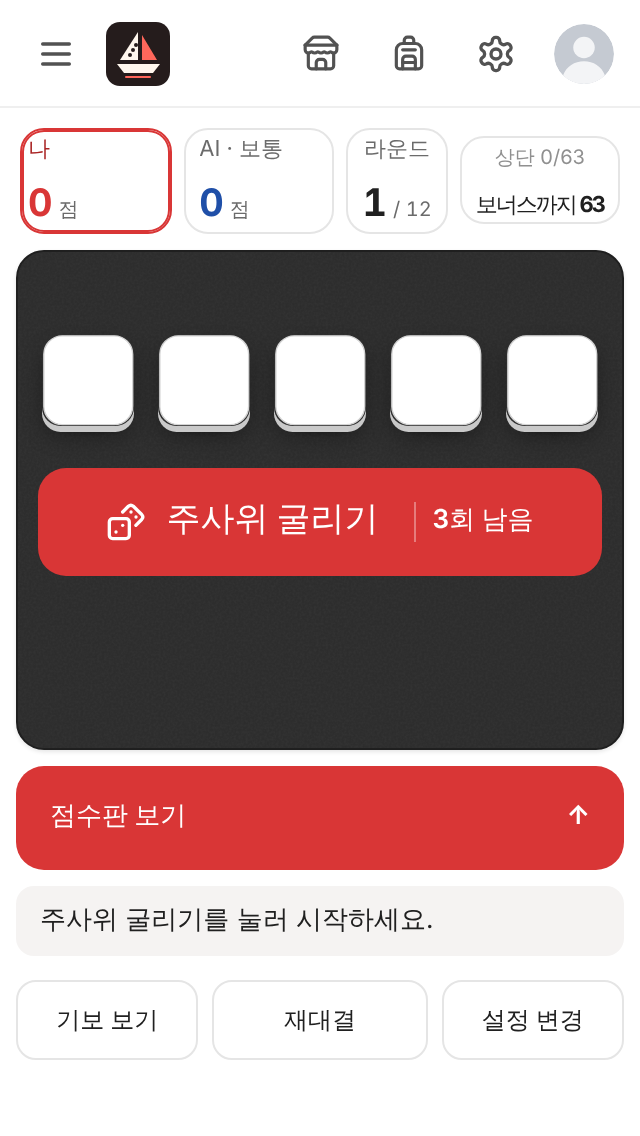 나
0 점
AI · 보통
0 점
라운드
1 / 12
상단 0/63
보너스까지 63
주사위 굴리기
3회 남음
점수판 보기
주사위 굴리기를 눌러 시작하세요.
기보 보기
재대결
설정 변경